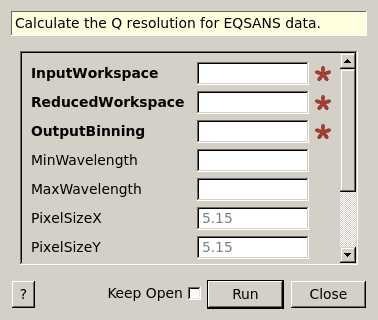 Calculate the Q resolution for EQSANS data.
InputWorkspace
ReducedWorkspace
OutputBinning
MinWavelength
MaxWavelength
PixelSizeX 5.15
PixelSizeY 5.15
? Keep Open Run Close